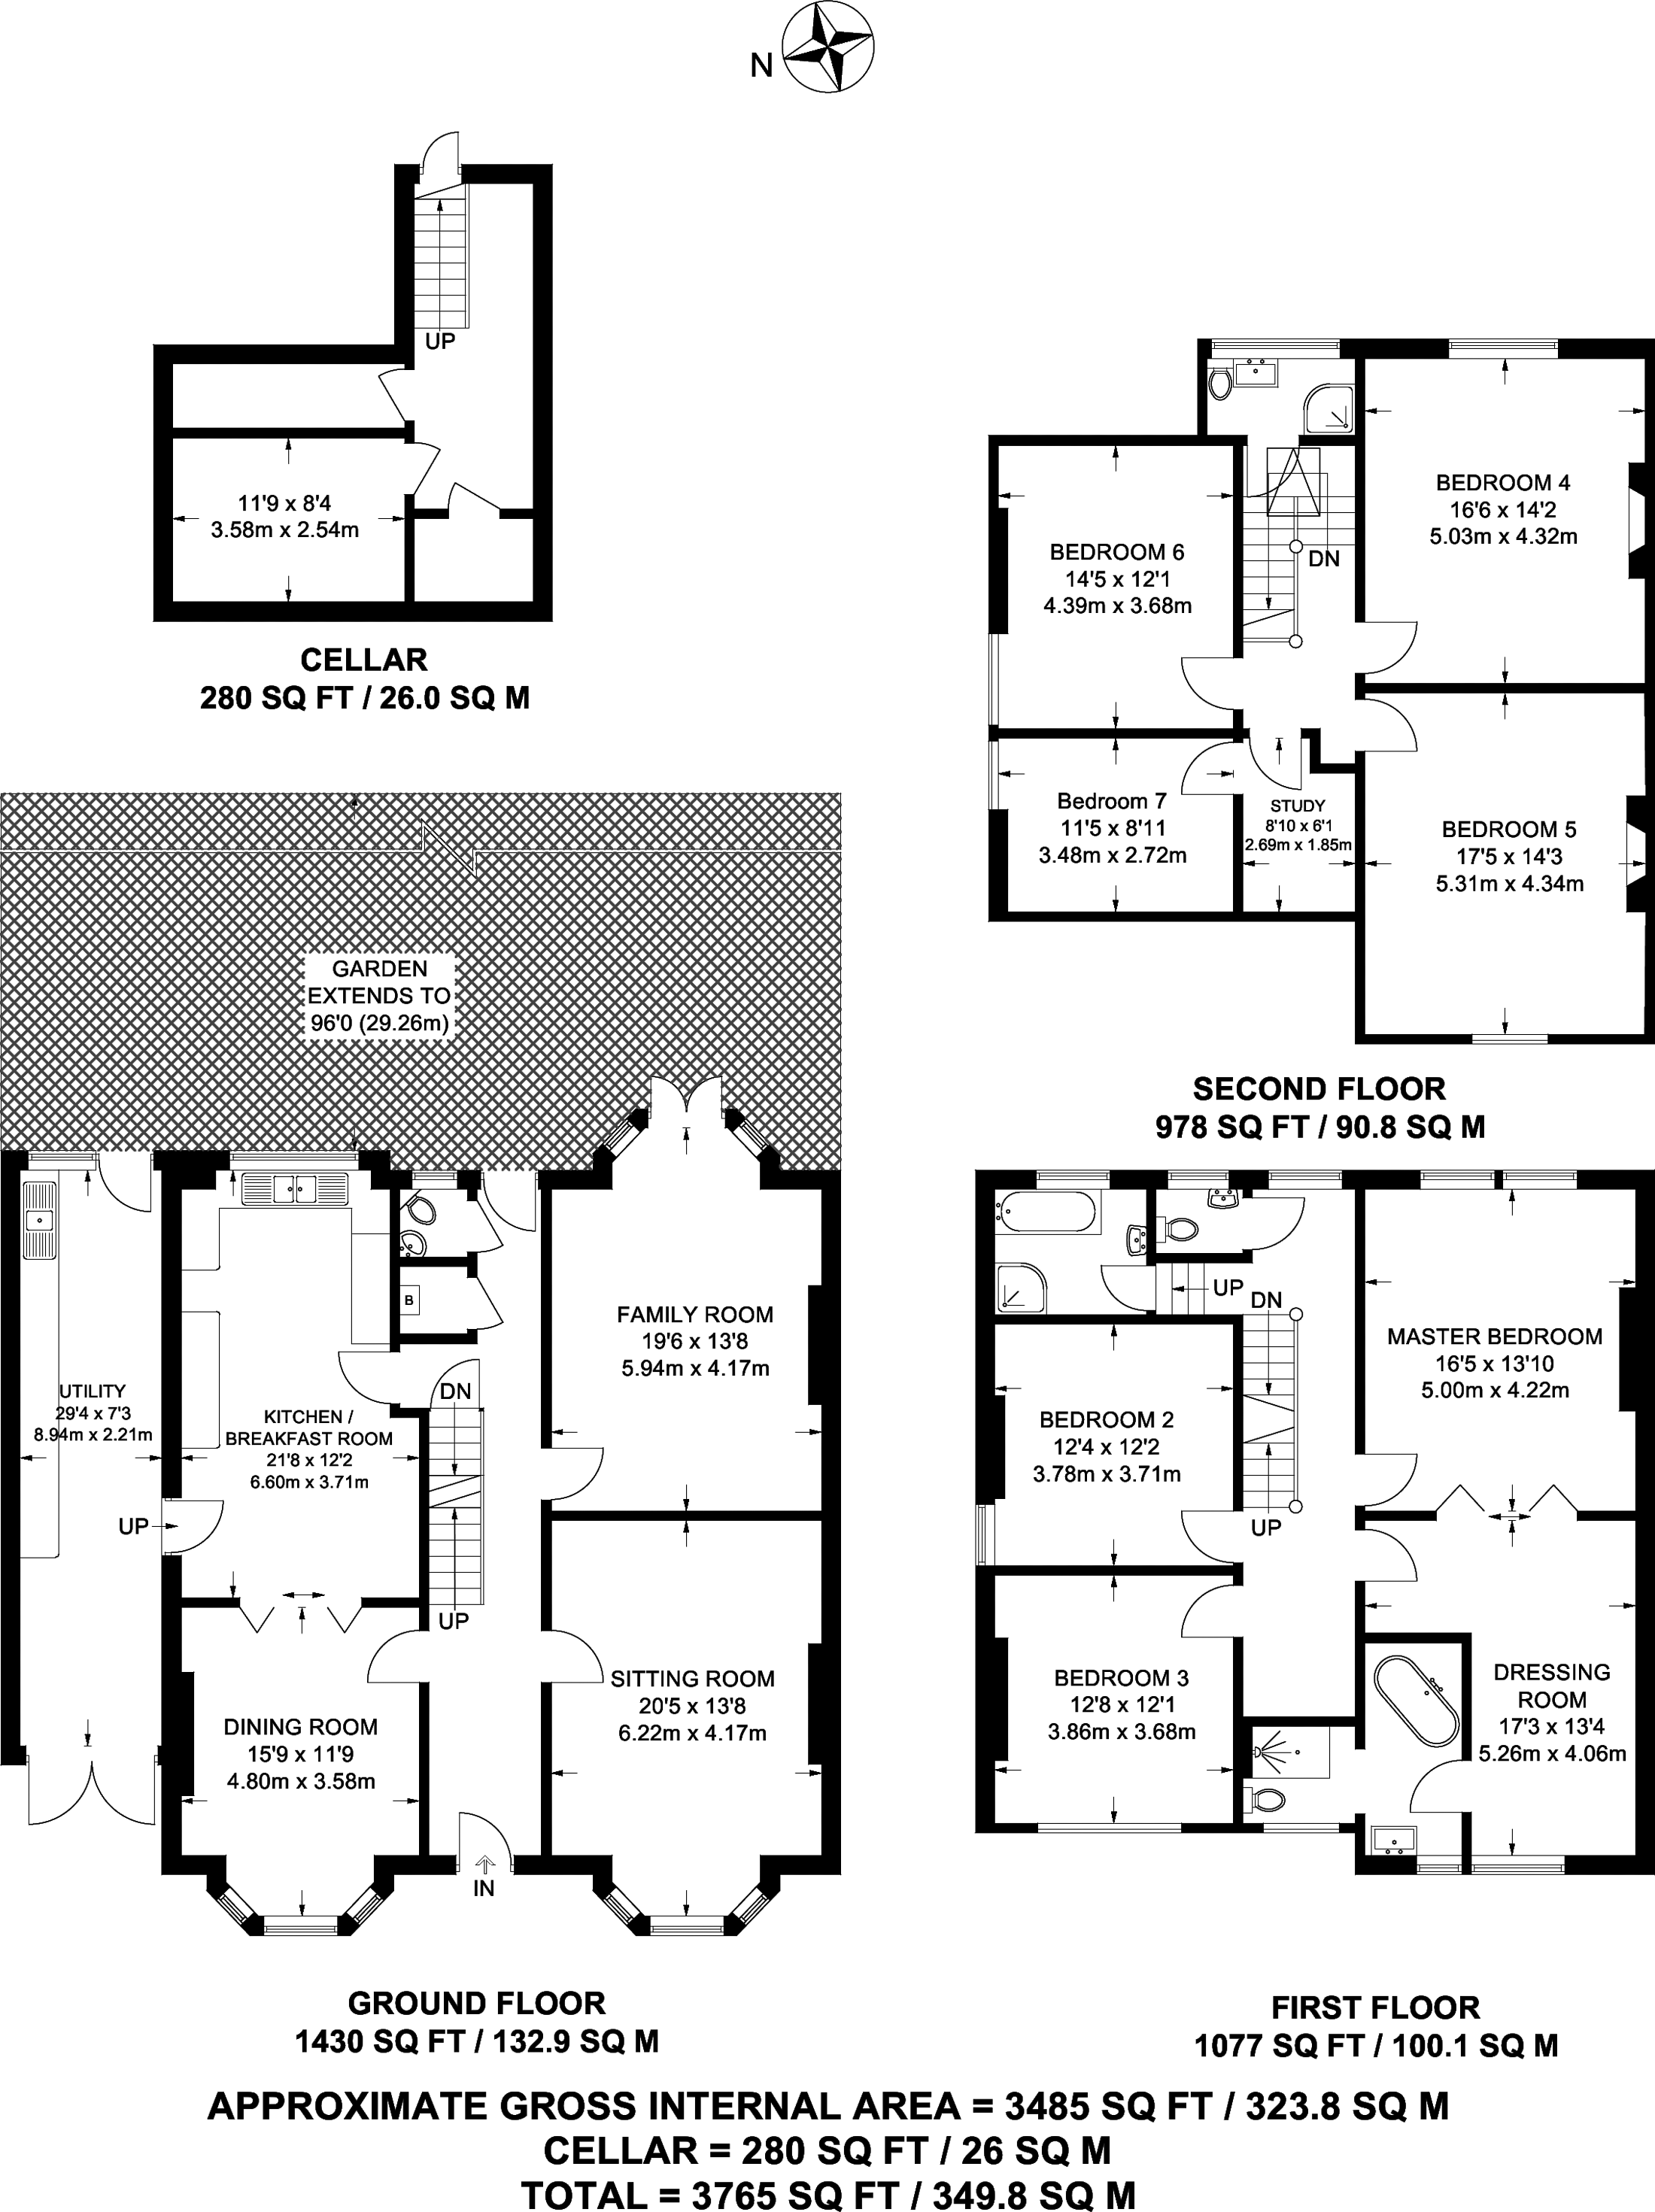 N
UP
11'9 x 8'4
3.58m x 2.54m
CELLAR
280 SQ FT / 26.0 SQ M
BEDROOM 4
16'6 x 14'2
5.03m x 4.32m
BEDROOM 6
14'5 x 12'1
4.39m x 3.68m
DN
Bedroom 7
11'5 x 8'11
3.48m x 2.72m
STUDY
8'10 x 6'1
2.69m x 1.85m
BEDROOM 5
17'5 x 14'3
5.31m x 4.34m
SECOND FLOOR
978 SQ FT / 90.8 SQ M
GARDEN
EXTENDS TO
96'0 (29.26m)
B
FAMILY ROOM
19'6 x 13'8
5.94m x 4.17m
DN
UTILITY
29'4 x 7'3
8.94m x 2.21m
KITCHEN /
BREAKFAST ROOM
21'8 x 12'2
6.60m x 3.71m
UP
UP
SITTING ROOM
20'5 x 13'8
6.22m x 4.17m
DINING ROOM
15'9 x 11'9
4.80m x 3.58m
IN
GROUND FLOOR
1430 SQ FT / 132.9 SQ M
UP
DN
MASTER BEDROOM
16'5 x 13'10
5.00m x 4.22m
BEDROOM 2
12'4 x 12'2
3.78m x 3.71m
UP
BEDROOM 3
12'8 x 12'1
3.86m x 3.68m
DRESSING
ROOM
17'3 x 13'4
5.26m x 4.06m
FIRST FLOOR
1077 SQ FT / 100.1 SQ M
APPROXIMATE GROSS INTERNAL AREA = 3485 SQ FT / 323.8 SQ M
CELLAR = 280 SQ FT / 26 SQ M
TOTAL = 3765 SQ FT / 349.8 SQ M